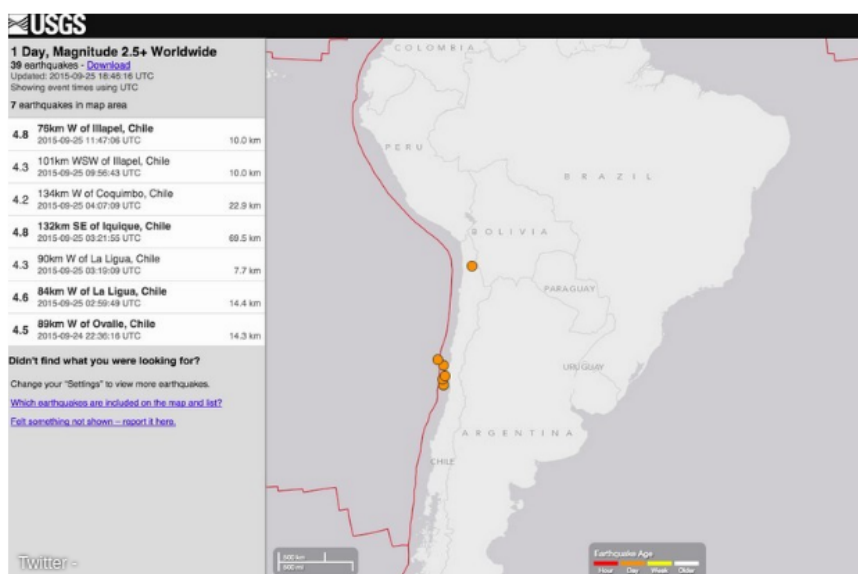 USGS
1 Day, Magnitude 2.5+ Worldwide
39 earthquakes - Download
Updated: 2015-09-25 18:45:16 UTC
Showing event times using UTC
7 earthquakes in map area
4.8 76km W of Illapel, Chile
2015-09-25 11:47:06 UTC 10.0 km
4.3 101km WSW of Illapel, Chile
2015-09-25 09:56:43 UTC 10.0 km
4.2 134km W of Coquimbo, Chile
2015-09-25 04:07:09 UTC 22.9 km
4.8 132km SE of Iquique, Chile
2015-09-25 03:21:55 UTC 69.5 km
4.3 90km W of La Ligua, Chile
2015-09-25 03:19:09 UTC 7.7 km
4.6 84km W of La Ligua, Chile
2015-09-25 02:59:49 UTC 14.4 km
4.5 89km W of Ovalle, Chile
2015-09-24 22:36:16 UTC 14.3 km
Didn't find what you were looking for?
Change your "Settings" to view more earthquakes.
Which earthquakes are included on the map and list?
Felt something not shown – report it here.
Twitter -
COLOMBIA
PERU
BRAZIL
BOLIVIA
PARAGUAY
URUGUAY
ARGENTINA
CHILE
500 km
500 mi
Earthquake Age
Hour Day Week Older